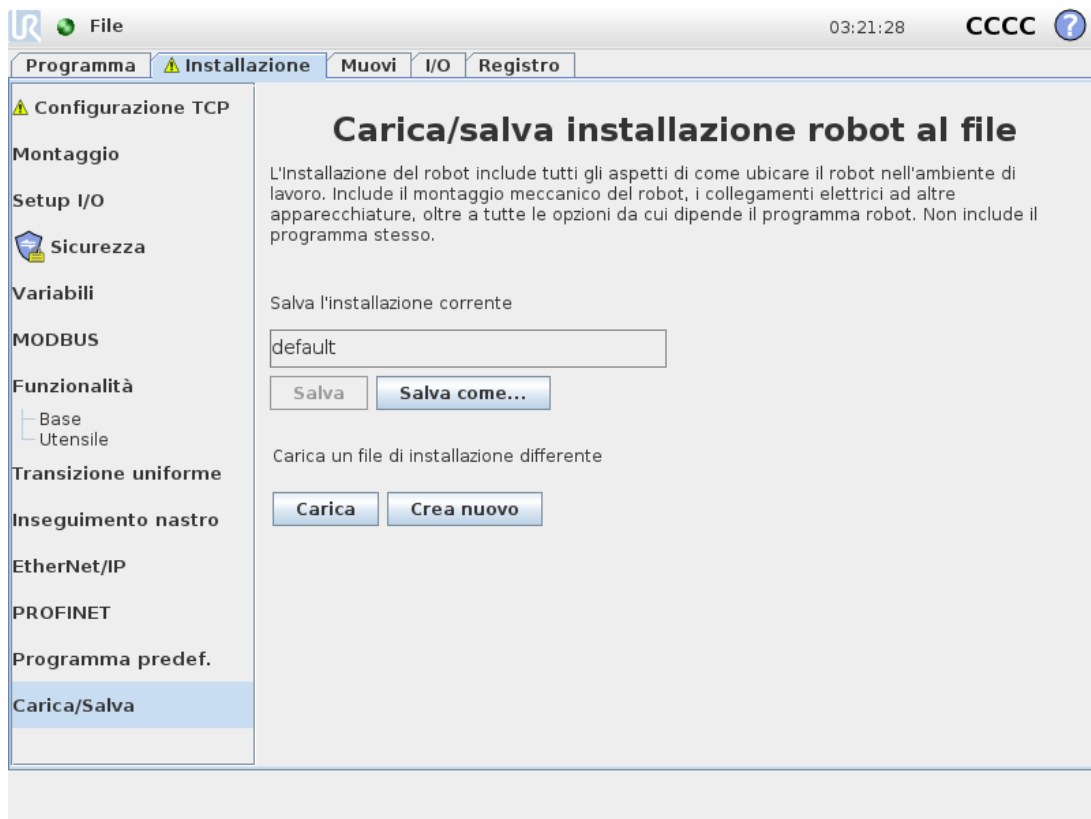 UR File 03:21:28 CCCC ?
Programma Installazione Muovi I/O Registro
Configurazione TCP
Montaggio
Setup I/O
Sicurezza
Variabili
MODBUS
Funzionalità
Base
Utensile
Transizione uniforme
Inseguimento nastro
EtherNet/IP
PROFINET
Programma predef.
Carica/Salva
Carica/salva installazione robot al file
L'Installazione del robot include tutti gli aspetti di come ubicare il robot nell'ambiente di
lavoro. Include il montaggio meccanico del robot, i collegamenti elettrici ad altre
apparecchiature, oltre a tutte le opzioni da cui dipende il programma robot. Non include il
programma stesso.
Salva l'installazione corrente
default
Salva Salva come...
Carica un file di installazione differente
Carica Crea nuovo